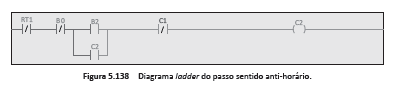 RT1 B0 B2 C1 C2
C2
Figura 5.138 Diagrama ladder do passo sentido anti-horário.